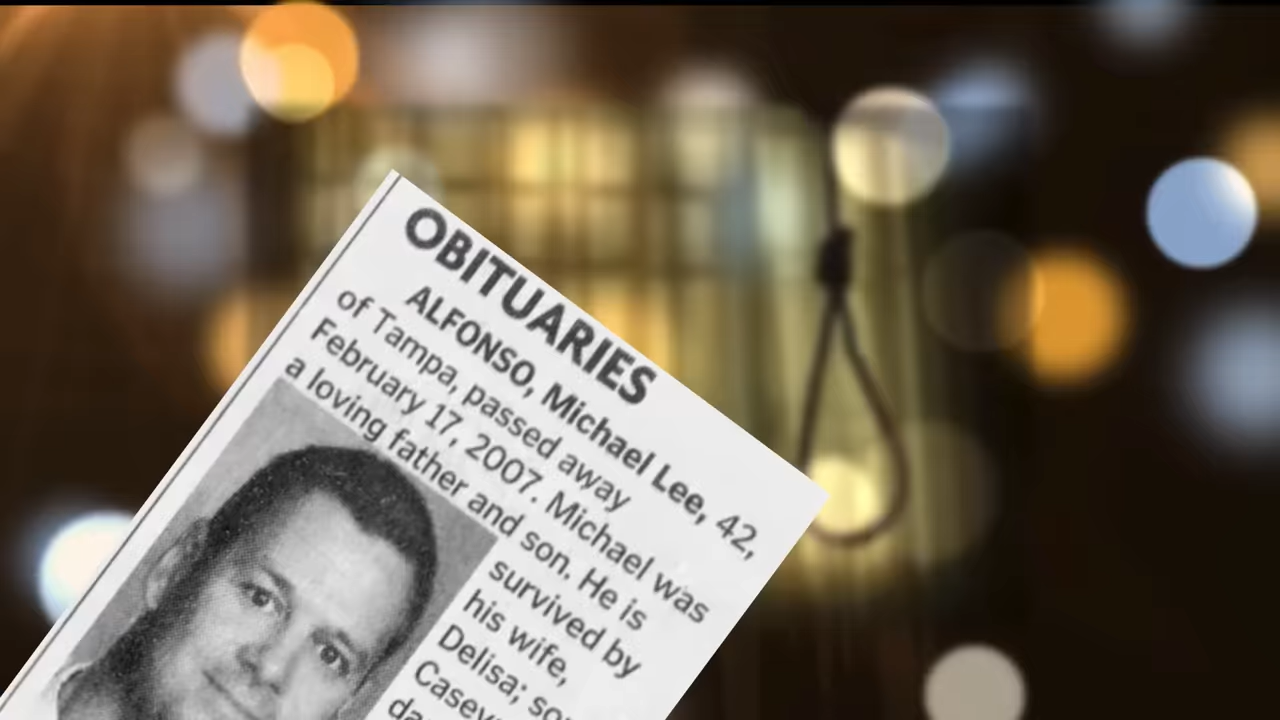 OBITUARIES
ALFONSO, Michael Lee, 42,
of Tampa, passed away
February 17, 2007. Michael was
a loving father and son. He is
survived by
his wife,
Delisa;